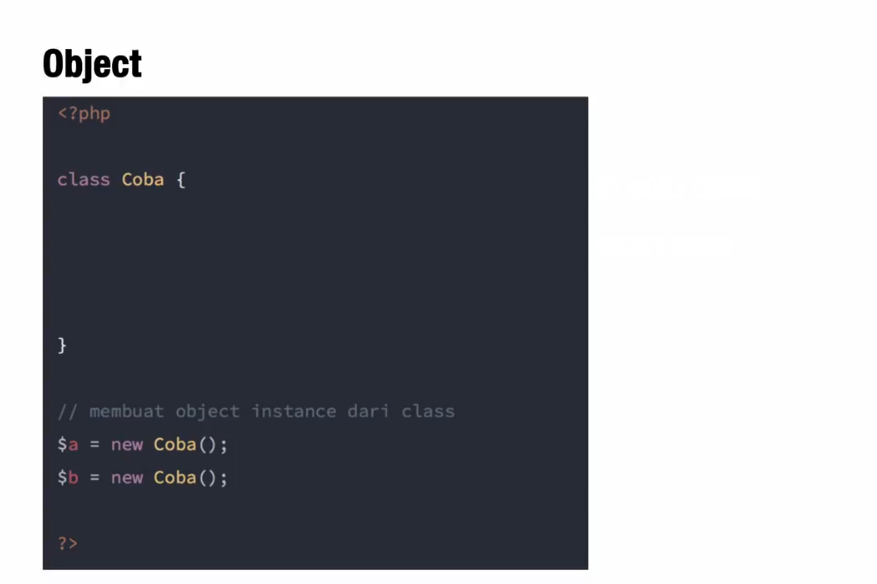 Object
<?php
class Coba {
}
// membuat object instance dari class
$a = new Coba();
$b = new Coba();
?>